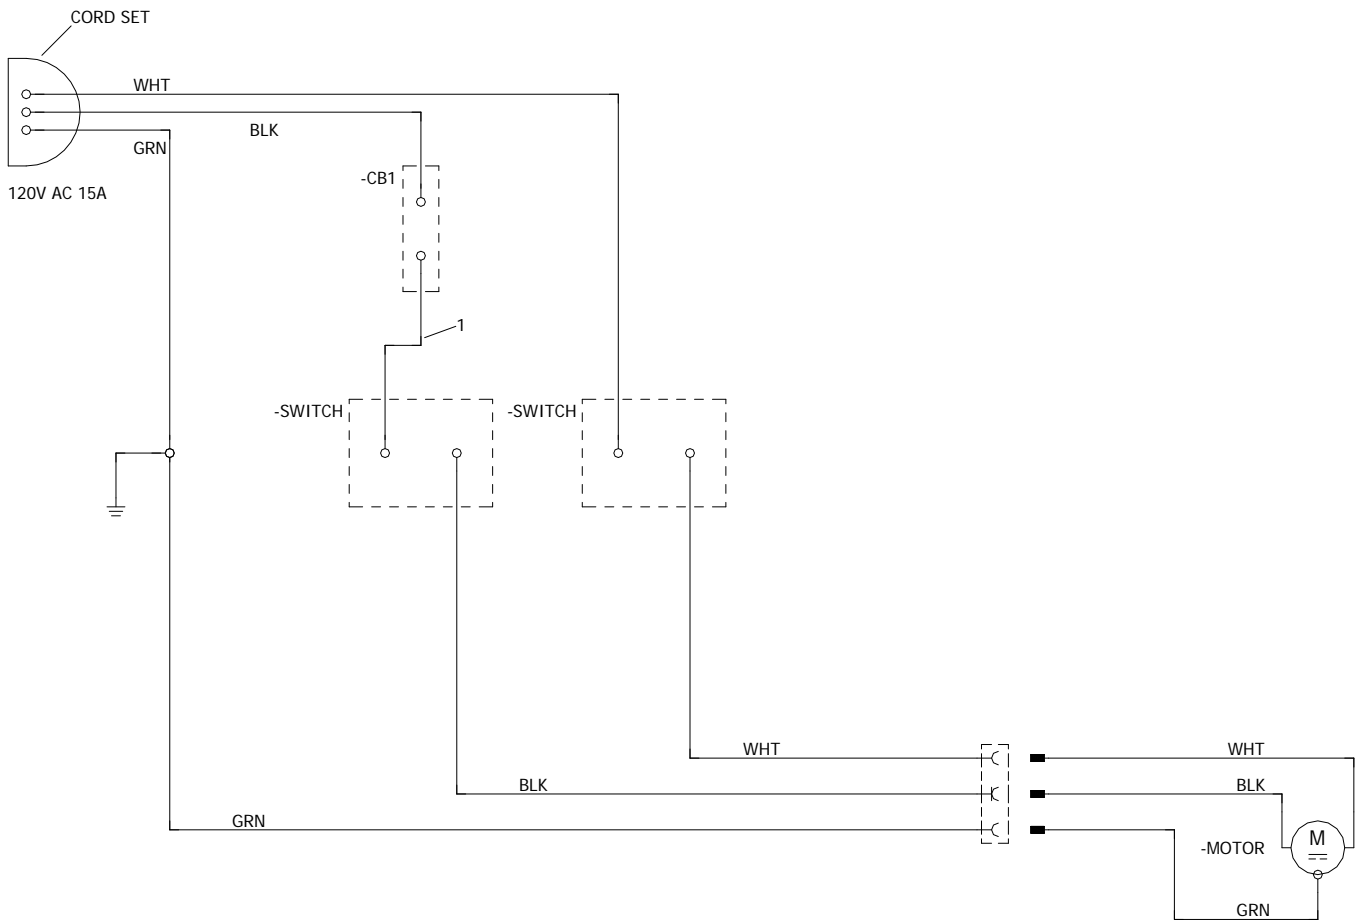 CORD SET
WHT
BLK
GRN
-CB1
120V AC 15A
1
-SWITCH
-SWITCH
WHT
WHT
BLK
BLK
GRN
M
-MOTOR
GRN